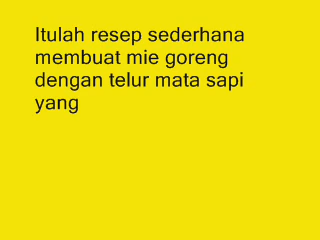 Itulah resep sederhana
membuat mie goreng
dengan telur mata sapi
yang